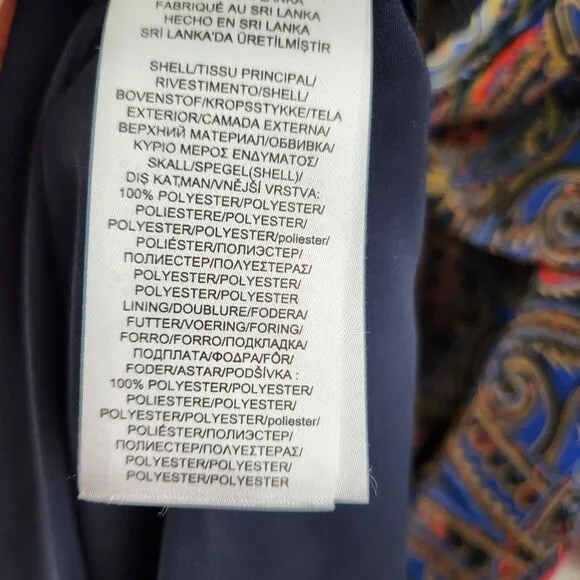 FABRIQUÉ AU SRI LANKA
HECHO EN SRI LANKA
SRİ LANKA'DA ÜRETİLMİŞTİR
SHELL/TISSU PRINCIPAL/
RIVESTIMENTO/SHELL/
BOVENSTOF/KROPSSTYKKE/TELA
EXTERIOR/CAMADA EXTERNA/
ВЕРХНИЙ МАТЕРИАЛ/ОБВИВКА/
ΚΥΡΙΟ ΜΕΡΟΣ ΕΝΔΥΜΑΤΟΣ/
SKALL/SPEGEL(SHELL)/
DIŞ KATMAN/VNĚJŠÍ VRSTVA:
100% POLYESTER/POLYESTER/
POLIESTERE/POLYESTER/
POLYESTER/POLYESTER/poliester/
POLIÉSTER/ПОЛИЭСТЕР/
ПОЛИЕСТЕР/ΠΟΛΥΕΣΤΕΡΑΣ/
POLYESTER/POLYESTER/
POLYESTER/POLYESTER
LINING/DOUBLURE/FODERA/
FUTTER/VOERING/FORING/
FORRO/FORRO/ПОДКЛАДКА/
ПОДПЛАТА/ΦΟΔΡΑ/FÔR/
FODER/ASTAR/PODŠÍVKA :
100% POLYESTER/POLYESTER/
POLIESTERE/POLYESTER/
POLYESTER/POLYESTER/poliester/
POLIÉSTER/ПОЛИЭСТЕР/
ПОЛИЕСТЕР/ΠΟΛΥΕΣΤΕΡΑΣ/
POLYESTER/POLYESTER/
POLYESTER/POLYESTER